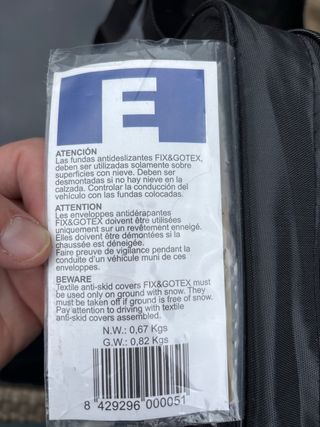 E
ATENCIÓN
Las fundas antideslizantes FIX&GOTEX,
deben ser utilizadas solamente sobre
superficies con nieve. Deben ser
desmontadas si no hay nieve en la
calzada. Controlar la conducción del
vehículo con las fundas colocadas.
ATTENTION
Les enveloppes antidérapantes
FIX&GOTEX doivent être utilisées
uniquement sur un revêtement enneigé.
Elles doivent être démontées si la
chaussée est déneigée.
Faire preuve de vigilance pendant la
conduite d'un véhicule muni de ces
enveloppes.
BEWARE
Textile anti-skid covers FIX&GOTEX must
be used only on ground with snow. They
must be taken off if ground is free of snow.
Pay attention to driving with textile
anti-skid covers assembled.
N.W.: 0,67 Kgs
G.W.: 0,82 Kgs
8 429296 000051